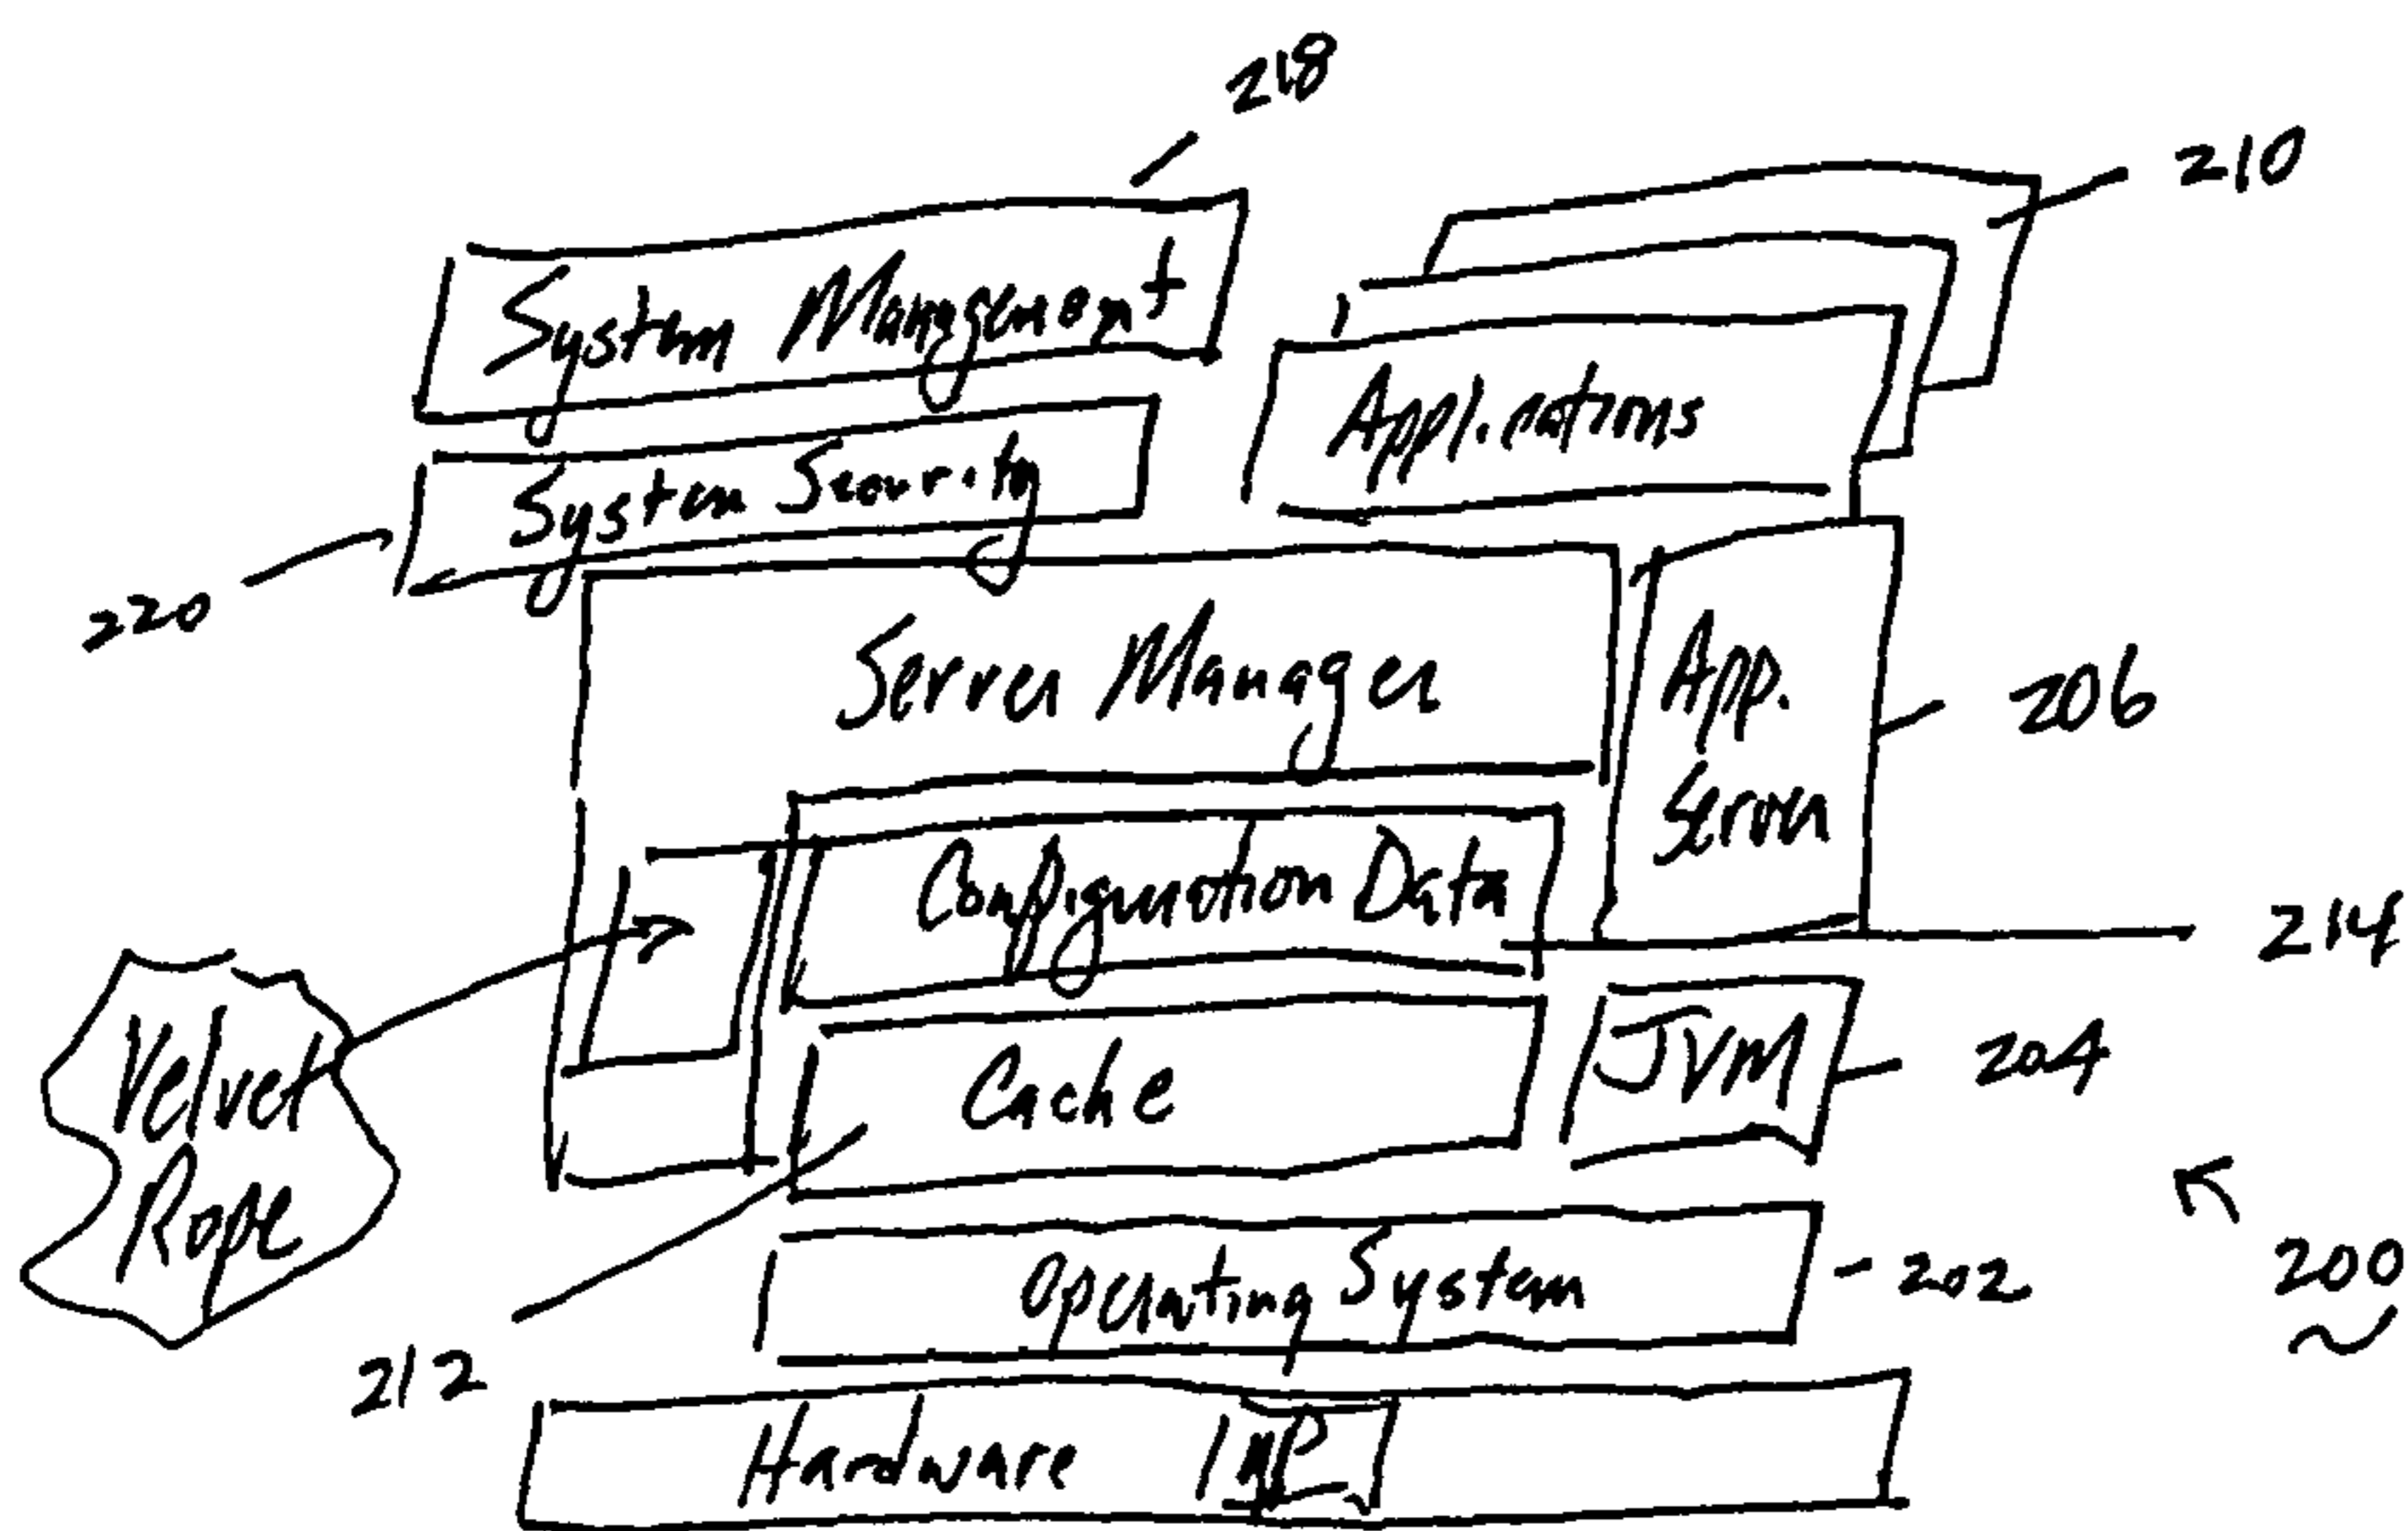 218
210
System Management
Applications
System Security
220
Server Manager
App.
Server
206
Configuration Data
214
Velvet
Rope
Cache
JVM
204
Operating System
202
200
212
Hardware